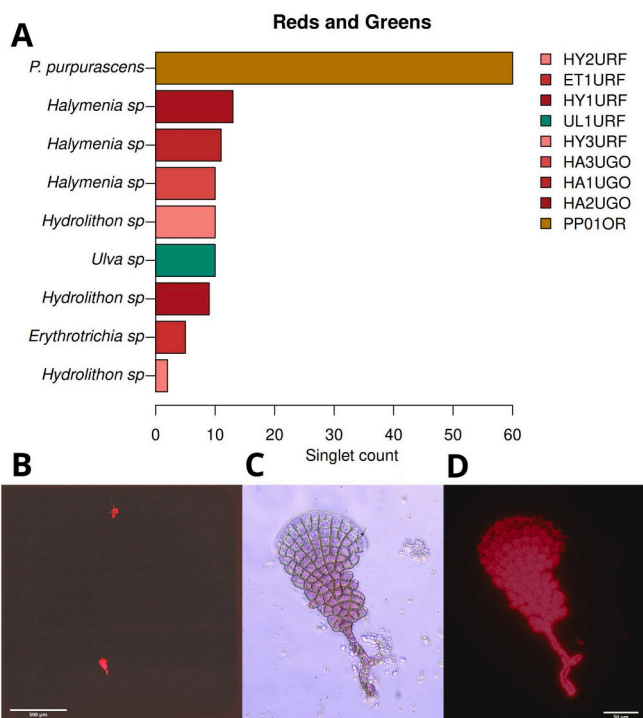 Reds and Greens
A
P. purpurascens
Halymenia sp
Halymenia sp
Halymenia sp
Hydrolithon sp
Ulva sp
Hydrolithon sp
Erythrotrichia sp
Hydrolithon sp
HY2URF
ET1URF
HY1URF
UL1URF
HY3URF
HA3UGO
HA1UGO
HA2UGO
PP01OR
0 10 20 30 40 50 60
Singlet count
B
C
D
500 µm
50 µm